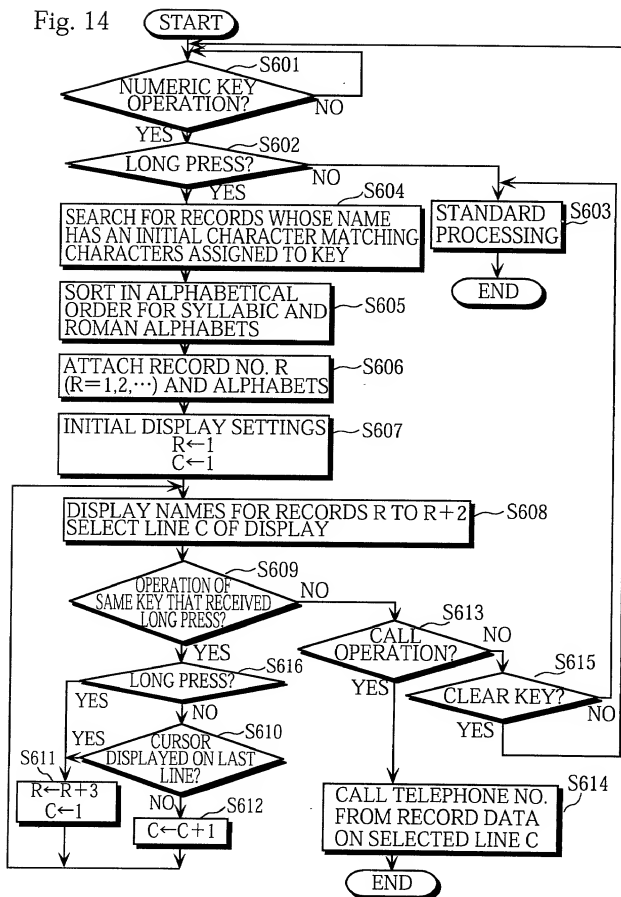 Fig. 14
START
S601
NUMERIC KEY
OPERATION?
NO
YES
S602
LONG PRESS?
NO
YES
S604
SEARCH FOR RECORDS WHOSE NAME
HAS AN INITIAL CHARACTER MATCHING
CHARACTERS ASSIGNED TO KEY
STANDARD
PROCESSING
S603
END
SORT IN ALPHABETICAL
ORDER FOR SYLLABIC AND
ROMAN ALPHABETS
S605
ATTACH RECORD NO. R
(R=1,2,···) AND ALPHABETS
S606
INITIAL DISPLAY SETTINGS
R←1
C←1
S607
DISPLAY NAMES FOR RECORDS R TO R+2
SELECT LINE C OF DISPLAY
S608
S609
OPERATION OF
SAME KEY THAT RECEIVED
LONG PRESS?
NO
YES
S613
CALL
OPERATION?
NO
YES
S615
CLEAR KEY?
NO
YES
S616
LONG PRESS?
YES
NO
S610
CURSOR
DISPLAYED ON LAST
LINE?
YES
NO
S611
R←R+3
C←1
S612
C←C+1
CALL TELEPHONE NO.
FROM RECORD DATA
ON SELECTED LINE C
S614
END